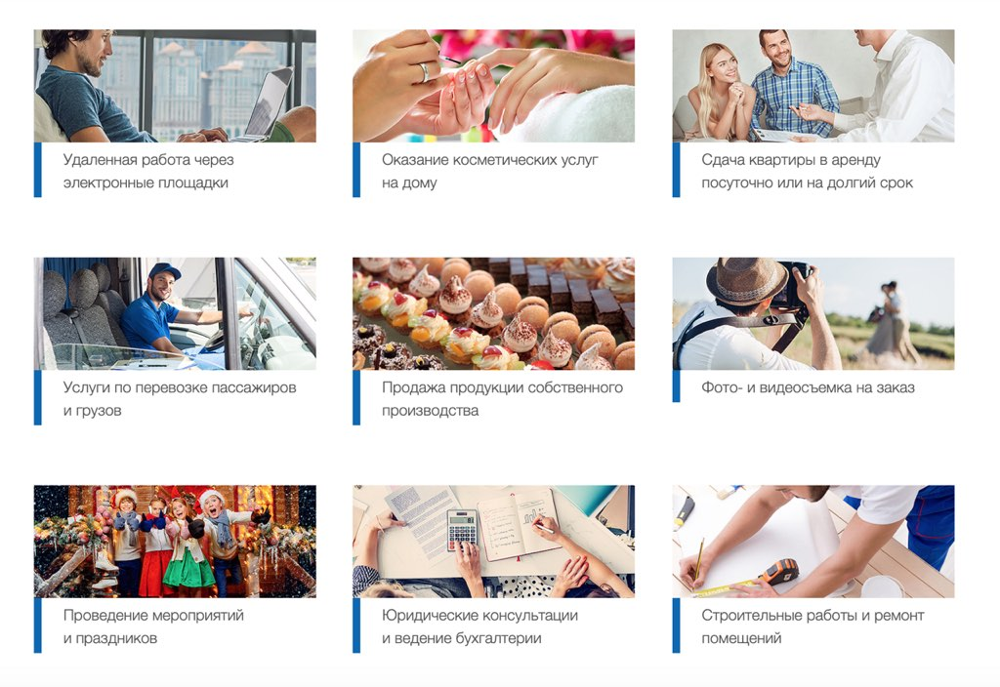 Удаленная работа через
электронные площадки
Оказание косметических услуг
на дому
Сдача квартиры в аренду
посуточно или на долгий срок
Услуги по перевозке пассажиров
и грузов
Продажа продукции собственного
производства
Фото- и видеосъемка на заказ
Проведение мероприятий
и праздников
Юридические консультации
и ведение бухгалтерии
Строительные работы и ремонт
помещений